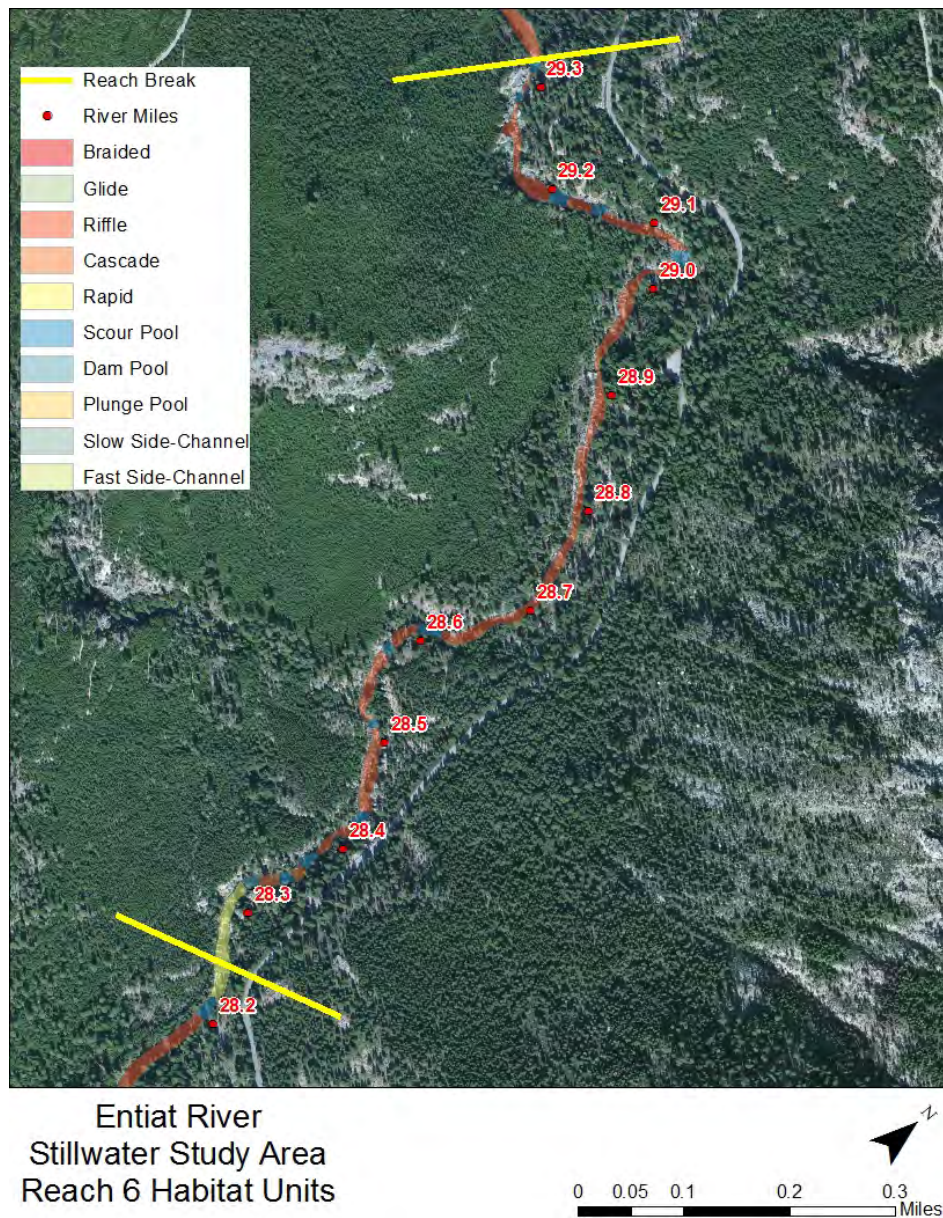 Reach Break
River Miles
Braided
Glide
Riffle
Cascade
Rapid
Scour Pool
Dam Pool
Plunge Pool
Slow Side-Channel
Fast Side-Channel
29.3
29.2
29.1
29.0
28.9
28.8
28.7
28.6
28.5
28.4
28.3
28.2
Entiat River
Stillwater Study Area
Reach 6 Habitat Units
N
0 0.05 0.1 0.2 0.3
Miles